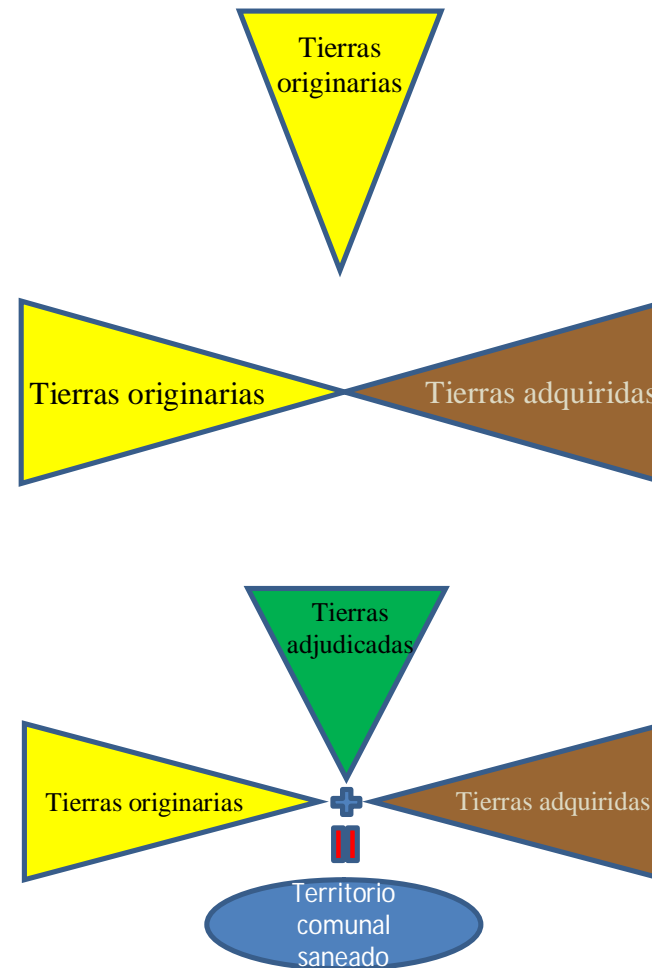 Tierras
originarias
Tierras originarias
Tierras adquiridas
Tierras
adjudicadas
Tierras originarias
Tierras adquiridas
Territorio
comunal
saneado